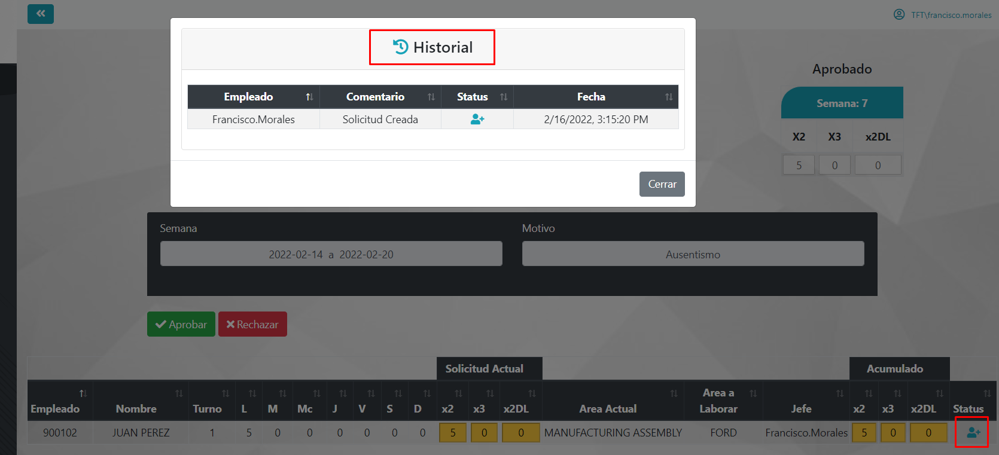 TFT\francisco.morales
Historial
Empleado Comentario Status Fecha
Francisco.Morales Solicitud Creada 2/16/2022, 3:15:20 PM
Cerrar
Aprobado
Semana: 7
X2 X3 x2DL
5 0 0
Semana Motivo
2022-02-14 a 2022-02-20 Ausentismo
Aprobar Rechazar
Solicitud Actual Acumulado
Empleado Nombre Turno L M Mc J V S D x2 x3 x2DL Area Actual Area a Laborar Jefe x2 x3 x2DL Status
900102 JUAN PEREZ 1 5 0 0 0 0 0 0 5 0 0 MANUFACTURING ASSEMBLY FORD Francisco.Morales 5 0 0